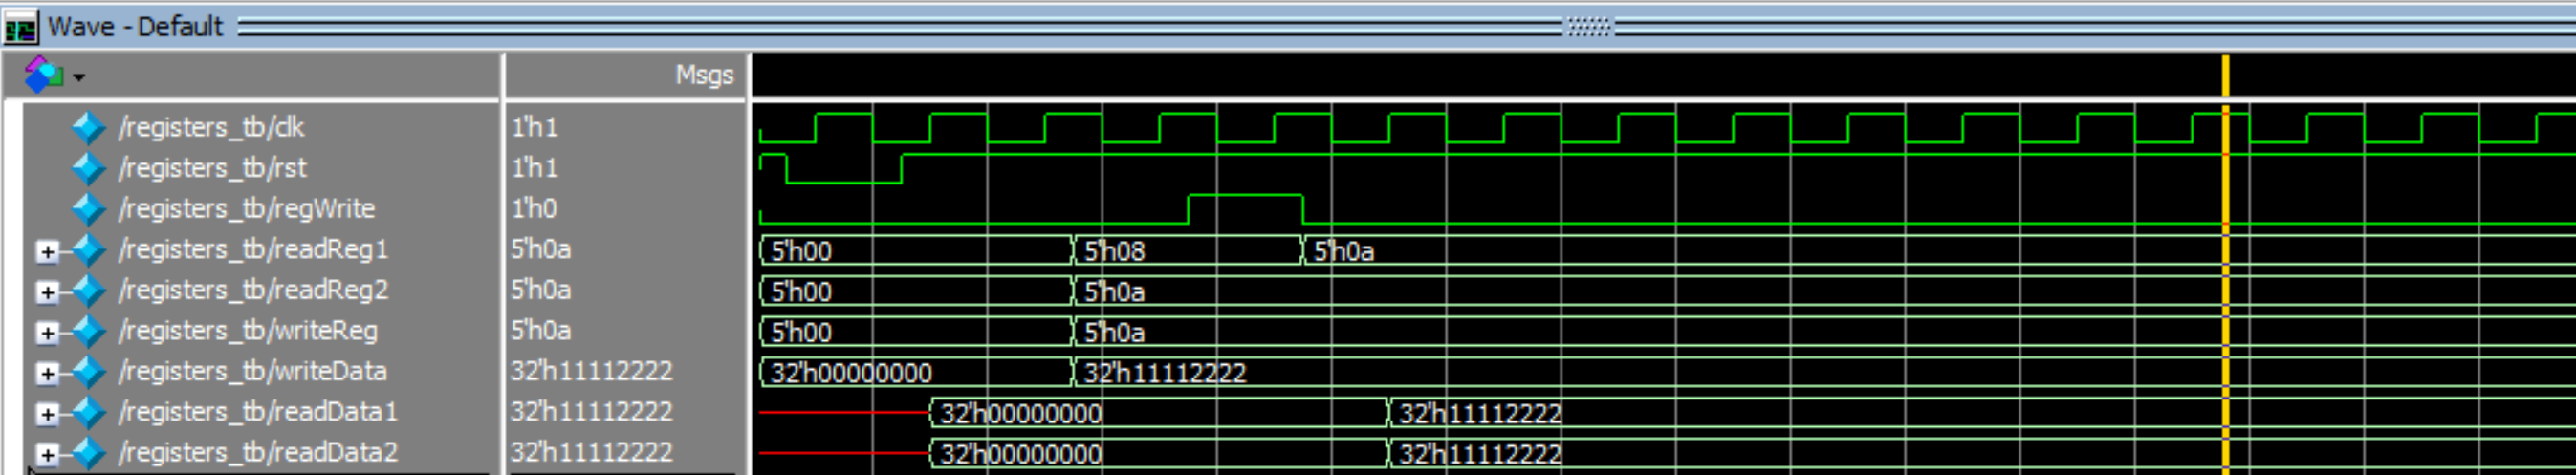 Wave - Default
Msgs
/registers_tb/clk 1'h1
/registers_tb/rst 1'h1
/registers_tb/regWrite 1'h0
/registers_tb/readReg1 5'h0a 5'h00 5'h08 5'h0a
/registers_tb/readReg2 5'h0a 5'h00 5'h0a
/registers_tb/writeReg 5'h0a 5'h00 5'h0a
/registers_tb/writeData 32'h11112222 32'h00000000 32'h11112222
/registers_tb/readData1 32'h11112222 32'h00000000 32'h11112222
/registers_tb/readData2 32'h11112222 32'h00000000 32'h11112222